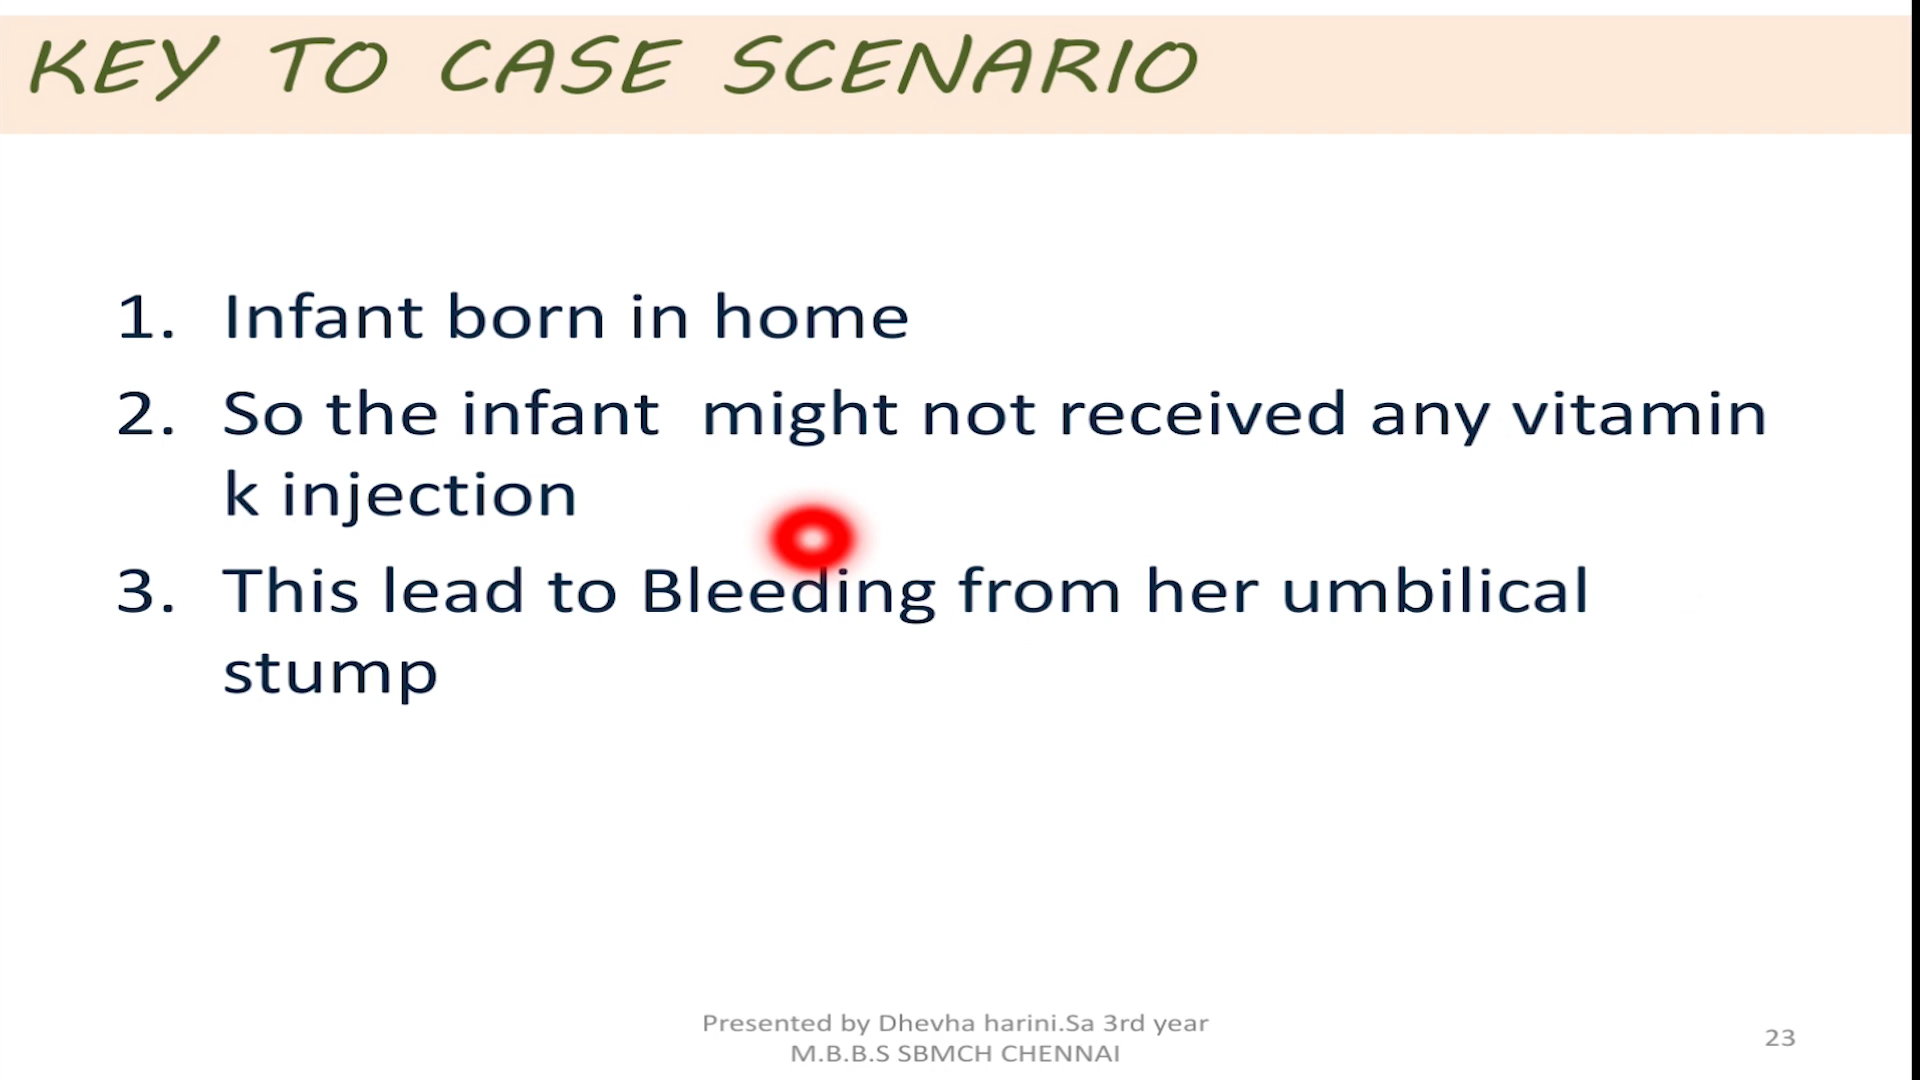 KEY TO CASE SCENARIO
1. Infant born in home
2. So the infant might not received any vitamin
k injection
3. This lead to Bleeding from her umbilical
stump
Presented by Dhevha harini.Sa 3rd year
M.B.B.S SBMCH CHENNAI
23